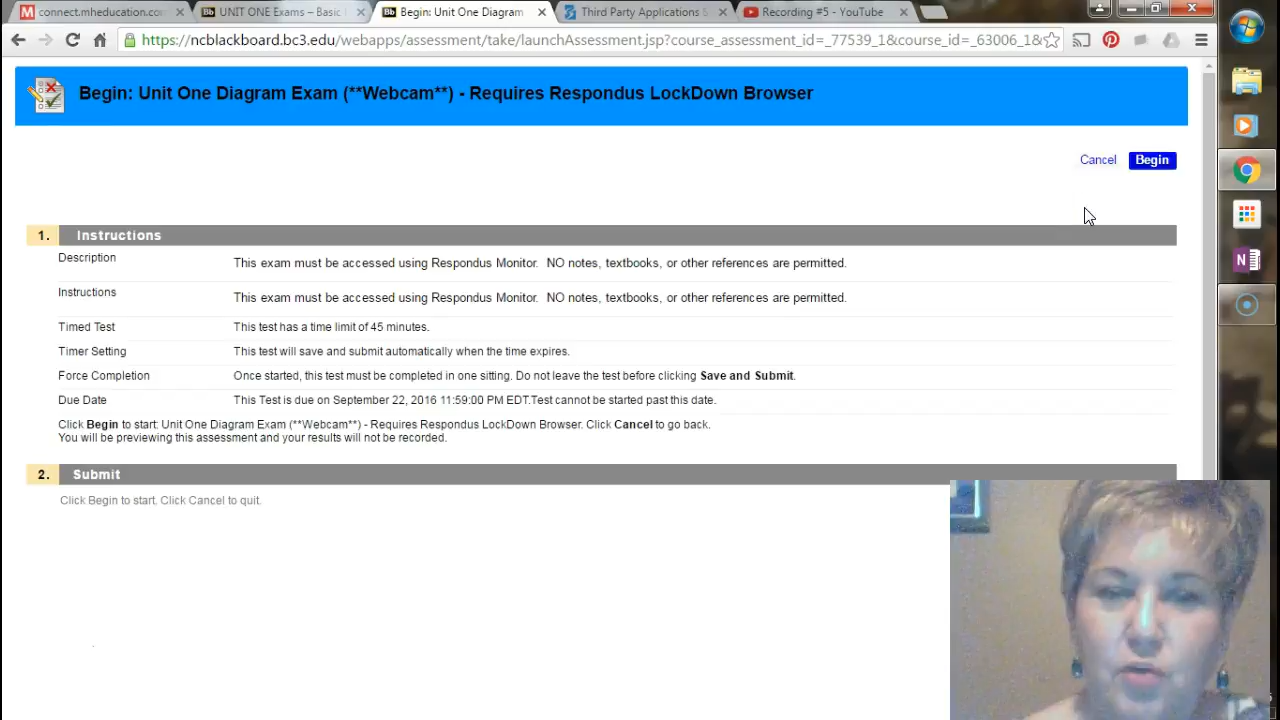 connect.mheducation.com
UNIT ONE Exams – Basic
Begin: Unit One Diagram
Third Party Applications
Recording #5 - YouTube
https://ncblackboard.bc3.edu/webapps/assessment/take/launchAssessment.jsp?course_assessment_id=_77539_1&course_id=_63006_1&
Begin: Unit One Diagram Exam (**Webcam**) - Requires Respondus LockDown Browser
Cancel Begin
1. Instructions
Description This exam must be accessed using Respondus Monitor. NO notes, textbooks, or other references are permitted.
Instructions This exam must be accessed using Respondus Monitor. NO notes, textbooks, or other references are permitted.
Timed Test This test has a time limit of 45 minutes.
Timer Setting This test will save and submit automatically when the time expires.
Force Completion Once started, this test must be completed in one sitting. Do not leave the test before clicking Save and Submit.
Due Date This Test is due on September 22, 2016 11:59:00 PM EDT.Test cannot be started past this date.
Click Begin to start: Unit One Diagram Exam (**Webcam**) - Requires Respondus LockDown Browser. Click Cancel to go back.
You will be previewing this assessment and your results will not be recorded.
2. Submit
Click Begin to start. Click Cancel to quit.